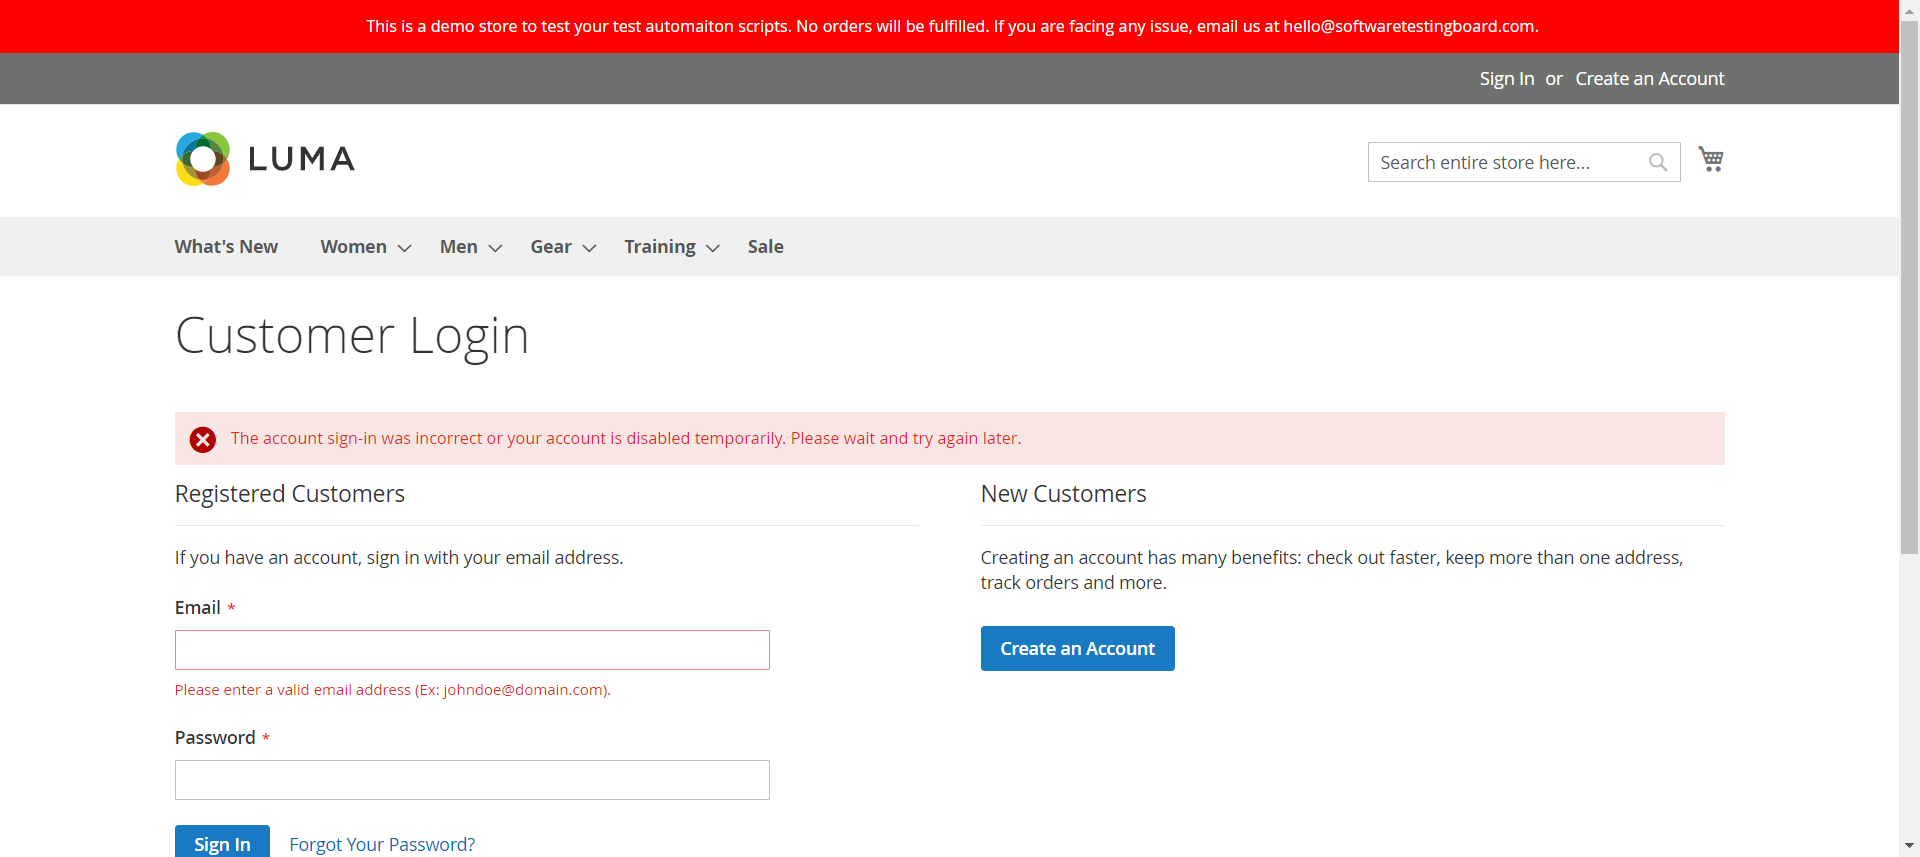 This is a demo store to test your test automaiton scripts. No orders will be fulfilled. If you are facing any issue, email us at hello@softwaretestingboard.com.
Sign In or Create an Account
LUMA
Search entire store here...
What's New Women Men Gear Training Sale
Customer Login
The account sign-in was incorrect or your account is disabled temporarily. Please wait and try again later.
Registered Customers
If you have an account, sign in with your email address.
Email *
Please enter a valid email address (Ex: johndoe@domain.com).
Password *
Sign In Forgot Your Password?
New Customers
Creating an account has many benefits: check out faster, keep more than one address,
track orders and more.
Create an Account